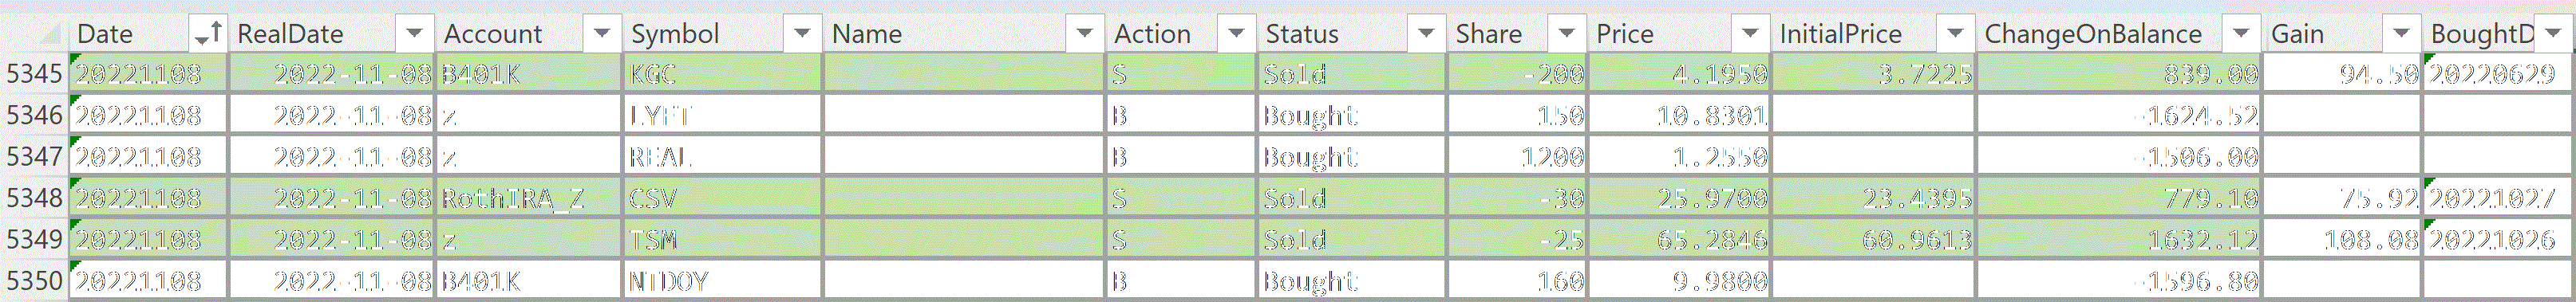 Date RealDate Account Symbol Name Action Status Share Price InitialPrice ChangeOnBalance Gain BoughtD
5345 20221108 2022-11-08 B401K KGC S Sold -200 4.1950 3.7225 839.00 94.50 20220629
5346 20221108 2022-11-08 z LYFT B Bought 150 10.8301 -1624.52
5347 20221108 2022-11-08 z REAL B Bought 1200 1.2550 -1506.00
5348 20221108 2022-11-08 RothIRA_Z CSV S Sold -30 25.9700 23.4395 779.10 75.92 20221027
5349 20221108 2022-11-08 z TSM S Sold -25 65.2846 60.9613 1632.12 108.08 20221026
5350 20221108 2022-11-08 B401K NTDOY B Bought 160 9.9800 -1596.80